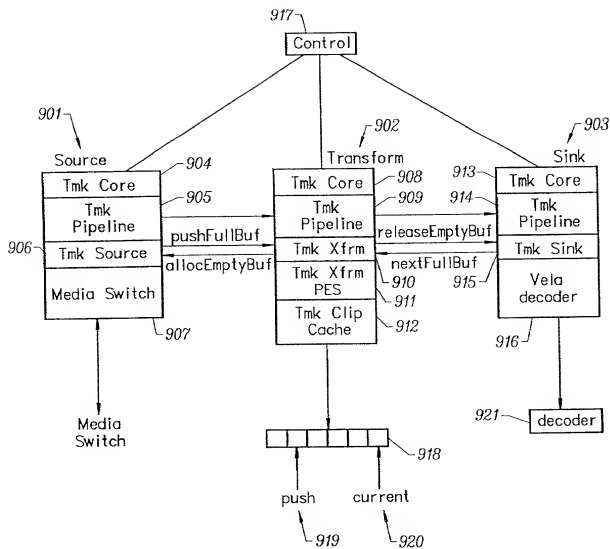 917
Control
901
902
903
Source
904
Transform
908
913
Sink
Tmk Core
905
Tmk Core
909
914
Tmk Core
Tmk
Pipeline
Tmk
Pipeline
Tmk
Pipeline
906
pushFullBuf
releaseEmptyBuf
Tmk Source
Tmk Xfrm
Tmk Sink
allocEmptyBuf
nextFullBuf
910
915
Media Switch
Tmk Xfrm
PES
911
Vela
decoder
Tmk Clip
Cache
912
907
916
Media
Switch
921
decoder
918
push
current
919
920